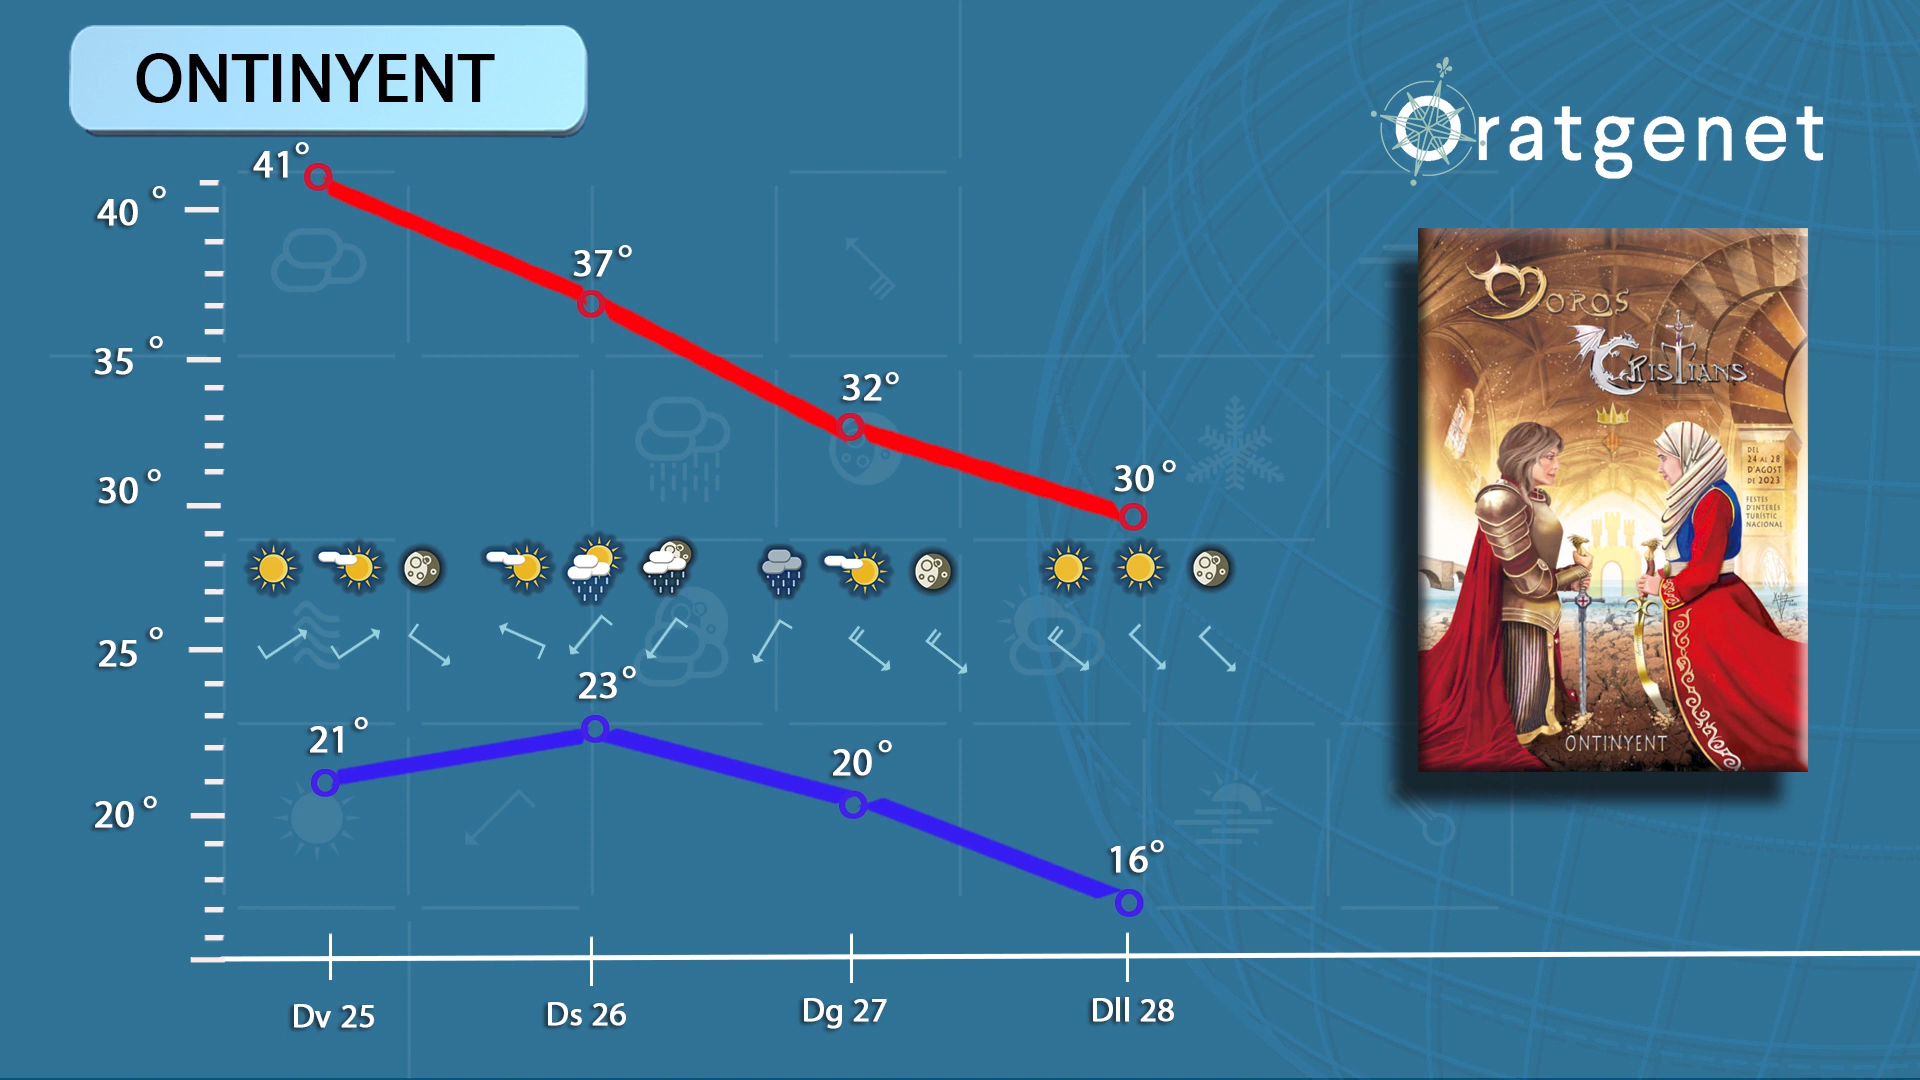 ONTINYENT
Oratgenet
41°
40°
37°
35°
32°
30°
30°
25°
23°
21°
20°
20°
16°
Dv 25
Ds 26
Dg 27
Dll 28
Moros
Cristians
DEL
24 AL 28
D'AGOST
DE 2023
FESTES
D'INTERÉS
TURÍSTIC
NACIONAL
ONTINYENT